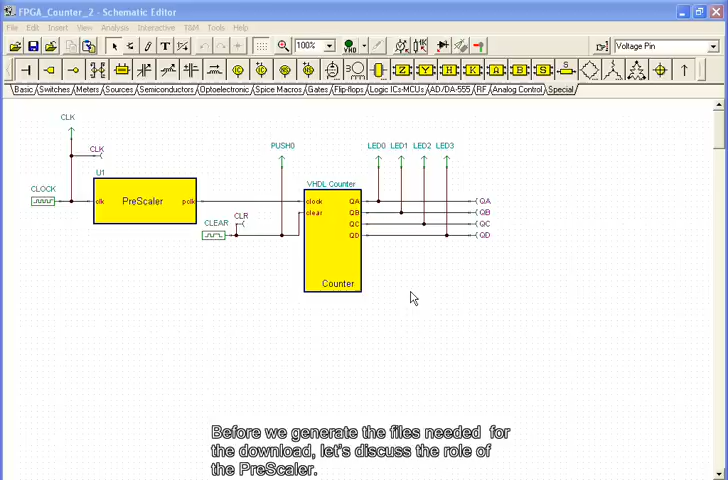 FPGA_Counter_2 - Schematic Editor
File Edit Insert View Analysis Interactive T&M Tools Help
100% VHD Voltage Pin
Basic Switches Meters Sources Semiconductors Optoelectronic Spice Macros Gates Flip-flops Logic ICs-MCUs AD/DA-555 RF Analog Control Special
CLK
CLK
CLOCK
U1
clk PreScaler pclk
PUSH0
CLEAR
CLR
VHDL Counter
clock
clear
QA
QB
QC
QD
Counter
LED0 LED1 LED2 LED3
QA
QB
QC
QD
Before we generate the files needed for
the download, let's discuss the role of
the PreScaler.